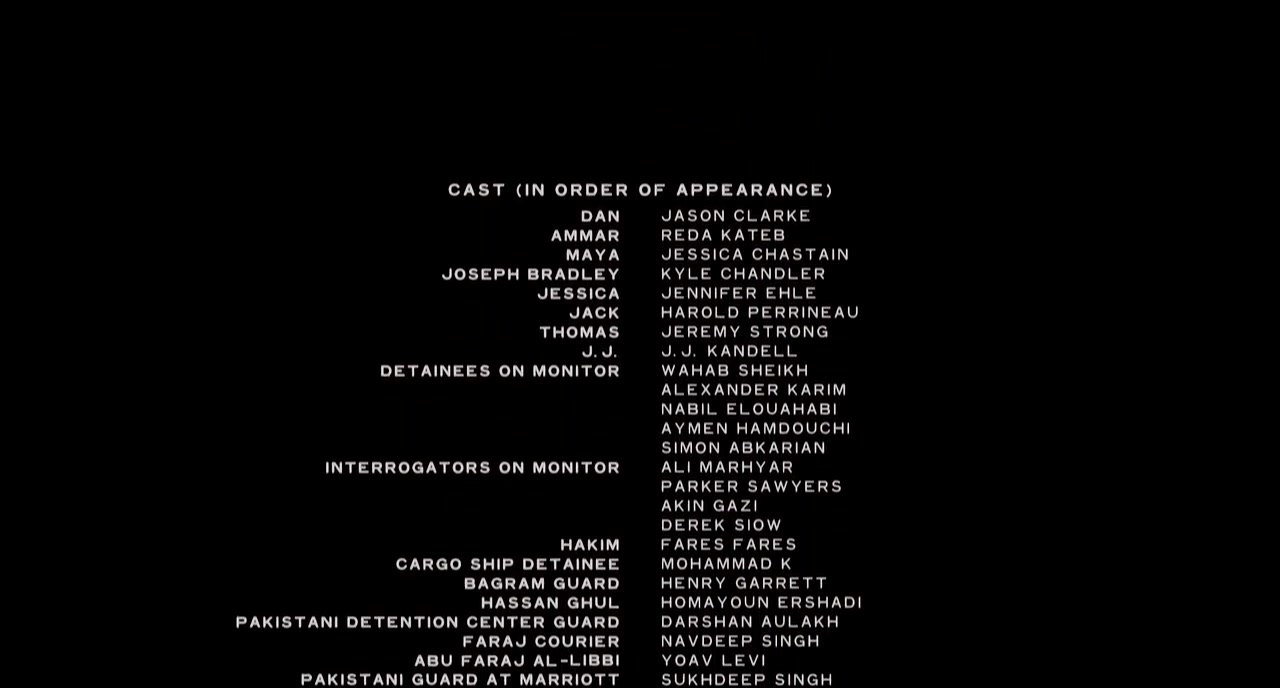 CAST (IN ORDER OF APPEARANCE)
DAN JASON CLARKE
AMMAR REDA KATEB
MAYA JESSICA CHASTAIN
JOSEPH BRADLEY KYLE CHANDLER
JESSICA JENNIFER EHLE
JACK HAROLD PERRINEAU
THOMAS JEREMY STRONG
J.J. J.J. KANDELL
DETAINEES ON MONITOR WAHAB SHEIKH
ALEXANDER KARIM
NABIL ELOUAHABI
AYMEN HAMDOUCHI
SIMON ABKARIAN
INTERROGATORS ON MONITOR ALI MARHYAR
PARKER SAWYERS
AKIN GAZI
DEREK SIOW
HAKIM FARES FARES
CARGO SHIP DETAINEE MOHAMMAD K
BAGRAM GUARD HENRY GARRETT
HASSAN GHUL HOMAYOUN ERSHADI
PAKISTANI DETENTION CENTER GUARD DARSHAN AULAKH
FARAJ COURIER NAVDEEP SINGH
ABU FARAJ AL-LIBBI YOAV LEVI
PAKISTANI GUARD AT MARRIOTT SUKHDEEP SINGH